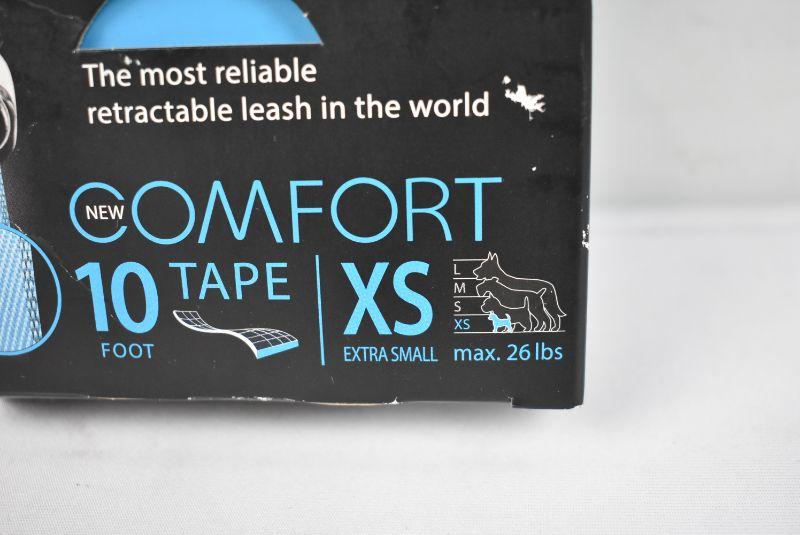 The most reliable
retractable leash in the world
NEW COMFORT
10 TAPE XS
FOOT
EXTRA SMALL
L
M
S
XS
max. 26 lbs